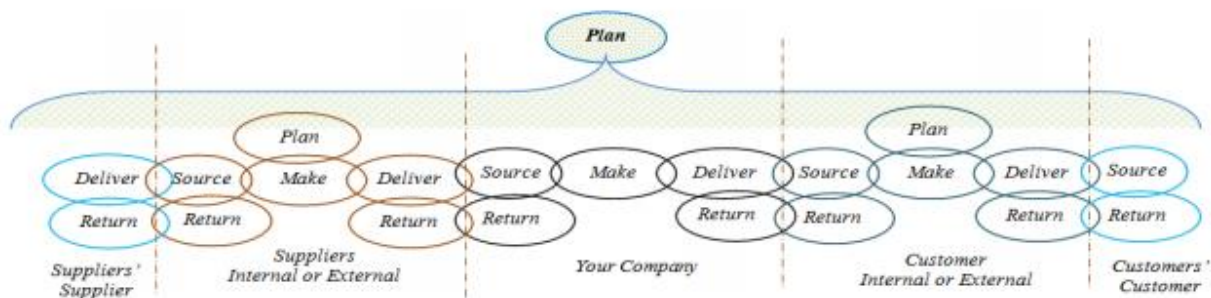 Plan
Plan
Plan
Deliver Source Make Deliver Source Make Deliver Source Make Deliver Source
Return Return Return Return Return Return Return Return
Suppliers'
Supplier
Suppliers
Internal or External
Your Company
Customer
Internal or External
Customers'
Customer